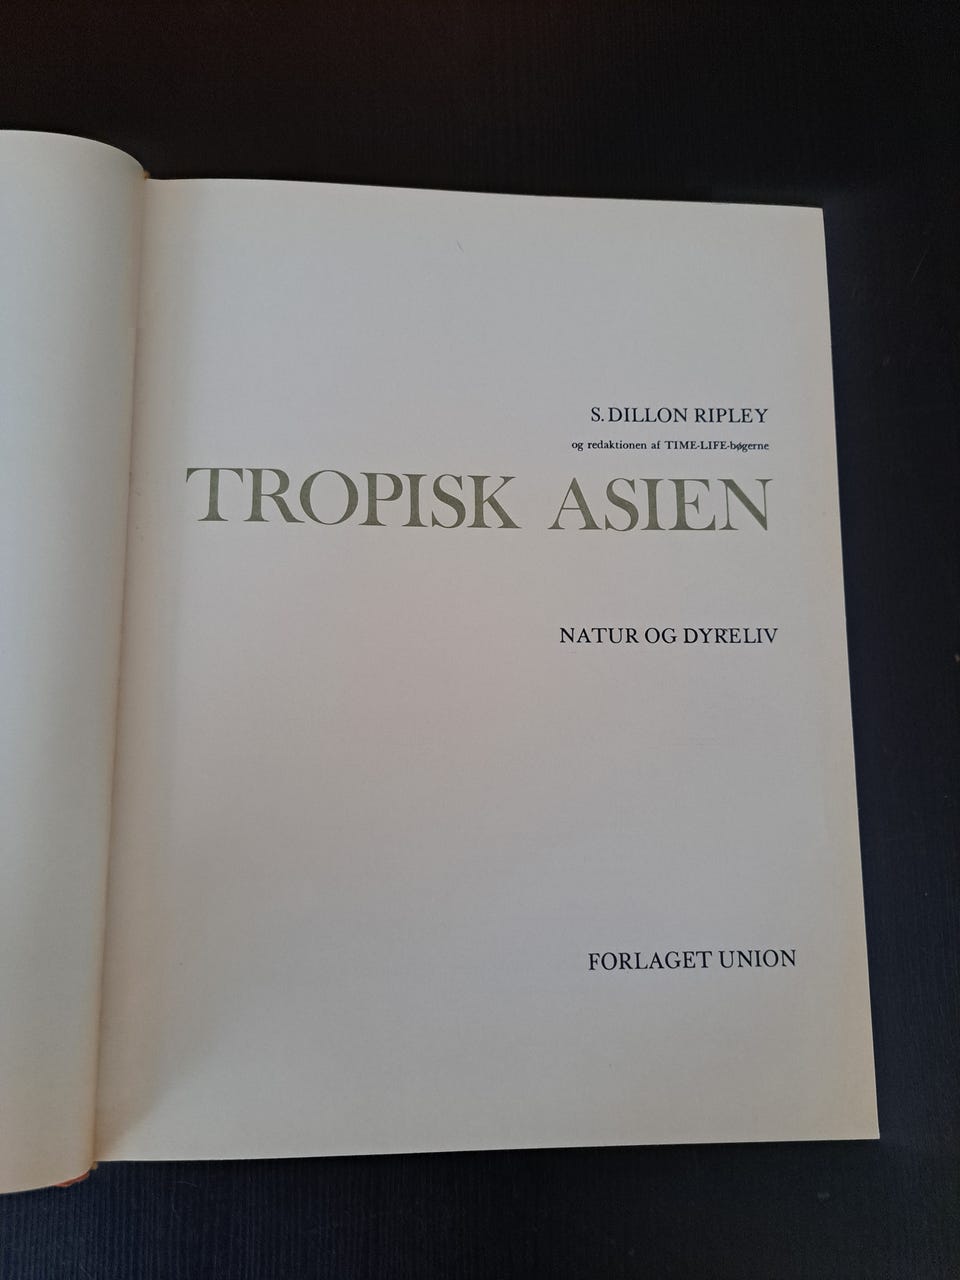 S. DILLON RIPLEY
og redaktionen af TIME-LIFE-bøgerne
TROPISK ASIEN
NATUR OG DYRELIV
FORLAGET UNION